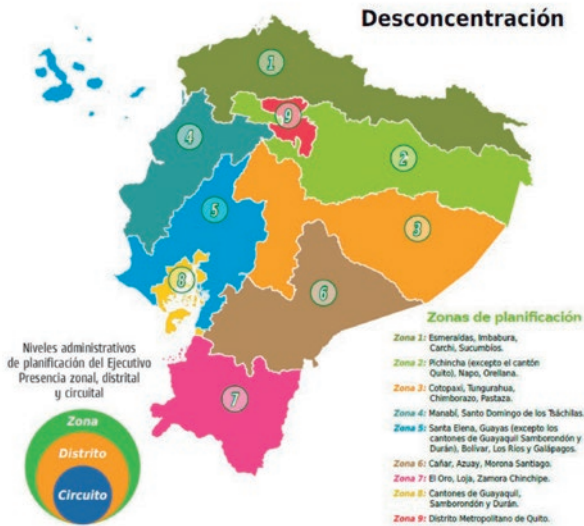 Desconcentración
1
9
4
2
5
3
8
6
7
Niveles administrativos
de planificación del Ejecutivo
Presencia zonal, distrital
y circuital
Zona
Distrito
Circuito
Zonas de planificación
Zona 1: Esmeraldas, Imbabura,
Carchi, Sucumbíos.
Zona 2: Pichincha (excepto el cantón
Quito), Napo, Orellana.
Zona 3: Cotopaxi, Tungurahua,
Chimborazo, Pastaza.
Zona 4: Manabí, Santo Domingo de los Tsáchilas.
Zona 5: Santa Elena, Guayas (excepto los
cantones de Guayaquil Samborondón y
Durán), Bolívar, Los Ríos y Galápagos.
Zona 6: Cañar, Azuay, Morona Santiago.
Zona 7: El Oro, Loja, Zamora Chinchipe.
Zona 8: Cantones de Guayaquil,
Samborondón y Durán.
Zona 9: Distrito Metropolitano de Quito.